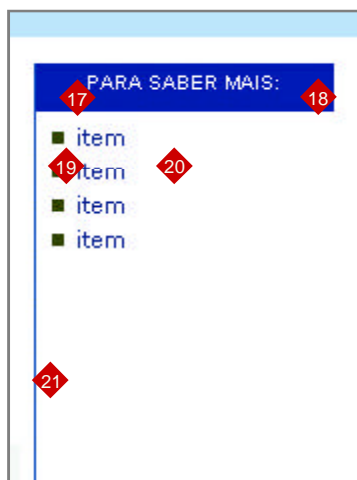 PARA SABER MAIS:
17
18
item
19 item
20
item
item
21